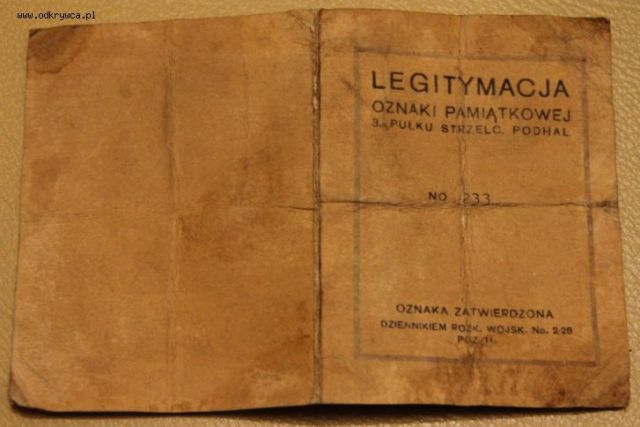 www.odkrywca.pl
LEGITYMACJA
OZNAKI PAMIĄTKOWEJ
3. PUŁKU STRZELC. PODHAL.
NO 233
OZNAKA ZATWIERDZONA
DZIENNIKIEM ROZK. WOJSK. No. 2/28
POZ. 11.